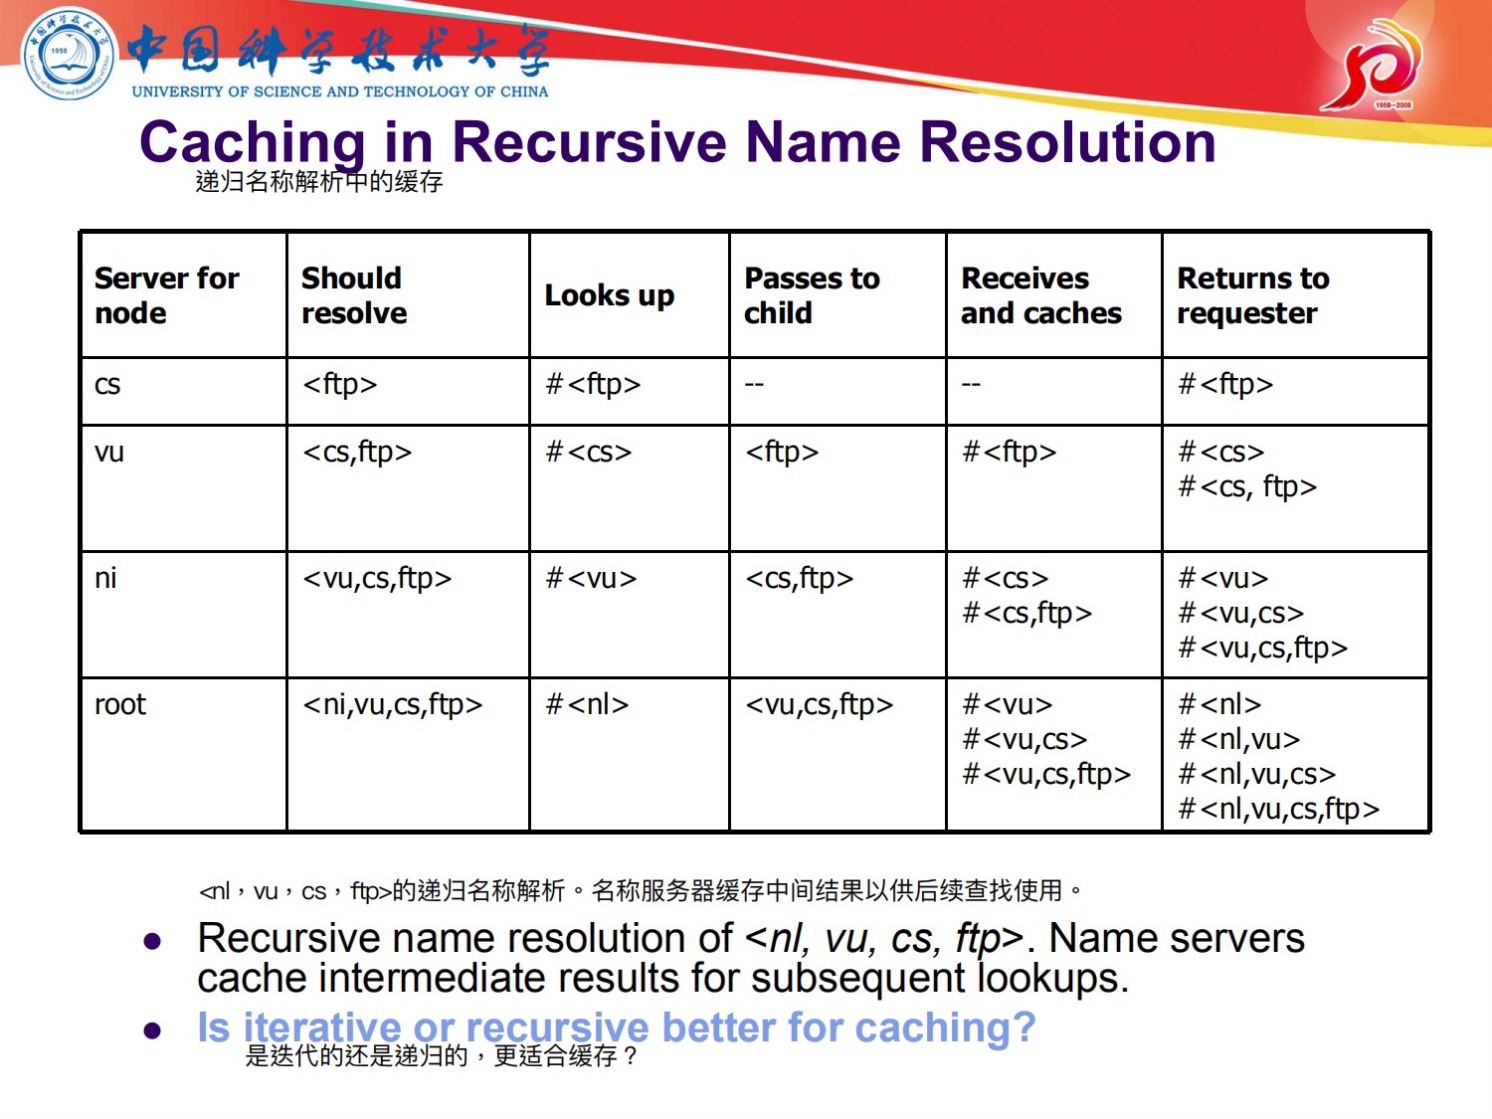 中国科学技术大学
1958
UNIVERSITY OF SCIENCE AND TECHNOLOGY OF CHINA
1958-2008
Caching in Recursive Name Resolution
递归名称解析中的缓存
Server for node Should resolve Looks up Passes to child Receives and caches Returns to requester
cs <ftp> #<ftp> -- -- #<ftp>
vu <cs,ftp> #<cs> <ftp> #<ftp> #<cs>
#<cs, ftp>
ni <vu,cs,ftp> #<vu> <cs,ftp> #<cs> #<vu>
#<cs,ftp> #<vu,cs>
#<vu,cs,ftp>
root <ni,vu,cs,ftp> #<nl> <vu,cs,ftp> #<vu> #<nl>
#<vu,cs> #<nl,vu>
#<vu,cs,ftp> #<nl,vu,cs>
#<nl,vu,cs,ftp>
<nl，vu，cs，ftp>的递归名称解析。名称服务器缓存中间结果以供后续查找使用。
● Recursive name resolution of <nl, vu, cs, ftp>. Name servers
cache intermediate results for subsequent lookups.
● Is iterative or recursive better for caching?
是迭代的还是递归的，更适合缓存？